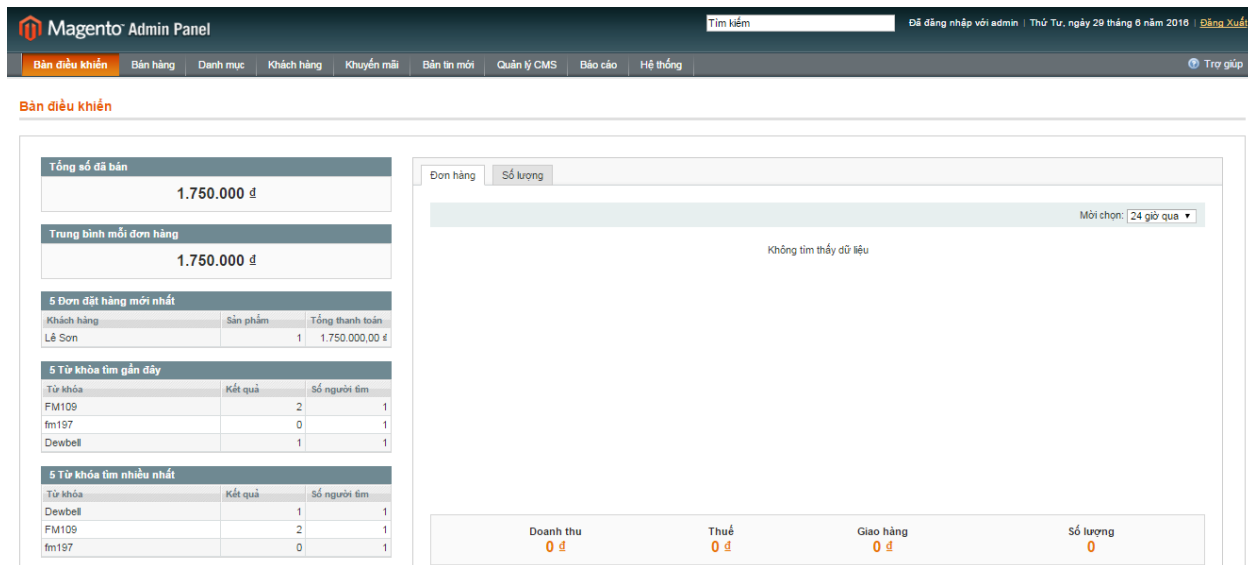 Magento Admin Panel
Tìm kiếm
Đã đăng nhập với admin | Thứ Tư, ngày 29 tháng 6 năm 2016 | Đăng Xuất
Bàn điều khiển Bán hàng Danh mục Khách hàng Khuyến mãi Bản tin mới Quản lý CMS Báo cáo Hệ thống Trợ giúp
Bàn điều khiển
Tổng số đã bán
1.750.000 ₫
Trung bình mỗi đơn hàng
1.750.000 ₫
5 Đơn đặt hàng mới nhất
Khách hàng Sản phẩm Tổng thanh toán
Lê Sơn 1 1.750.000,00 ₫
5 Từ khóa tìm gần đây
Từ khóa Kết quả Số người tìm
FM109 2 1
fm197 0 1
Dewbell 1 1
5 Từ khóa tìm nhiều nhất
Từ khóa Kết quả Số người tìm
Dewbell 1 1
FM109 2 1
fm197 0 1
Đơn hàng Số lượng
Mời chọn: 24 giờ qua
Không tìm thấy dữ liệu
Doanh thu Thuế Giao hàng Số lượng
0 ₫ 0 ₫ 0 ₫ 0